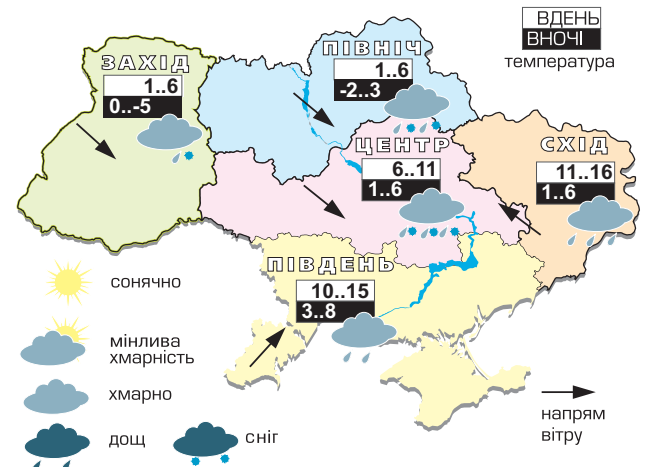 ВДЕНЬ
ВНОЧІ
температура
ПІВНІЧ
1..6
-2..3
ЗАХІД
1..6
0..-5
ЦЕНТР
6..11
1..6
СХІД
11..16
1..6
ПІВДЕНЬ
10..15
3..8
сонячно
мінлива
хмарність
хмарно
дощ
сніг
напрям
вітру